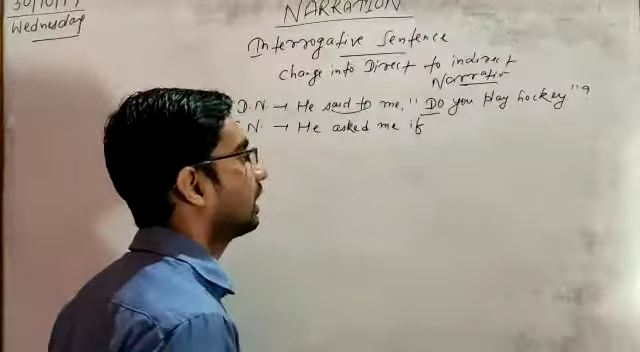 30/10/19
Wednesday
NARRATION
Interrogative Sentence
Change into Direct to indirect
Narration
D.N. → He said to me, "Do you play hockey"?
N. → He asked me if